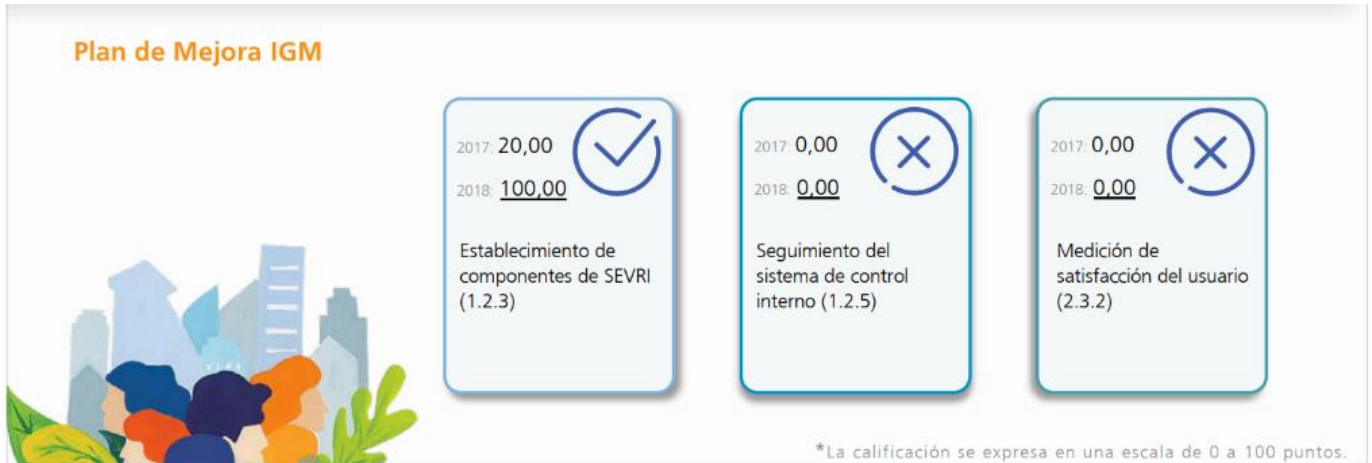 Plan de Mejora IGM
2017: 20,00
2018: 100,00
Establecimiento de
componentes de SEVRI
(1.2.3)
2017: 0,00
2018: 0,00
Seguimiento del
sistema de control
interno (1.2.5)
2017: 0,00
2018: 0,00
Medición de
satisfacción del usuario
(2.3.2)
*La calificación se expresa en una escala de 0 a 100 puntos.